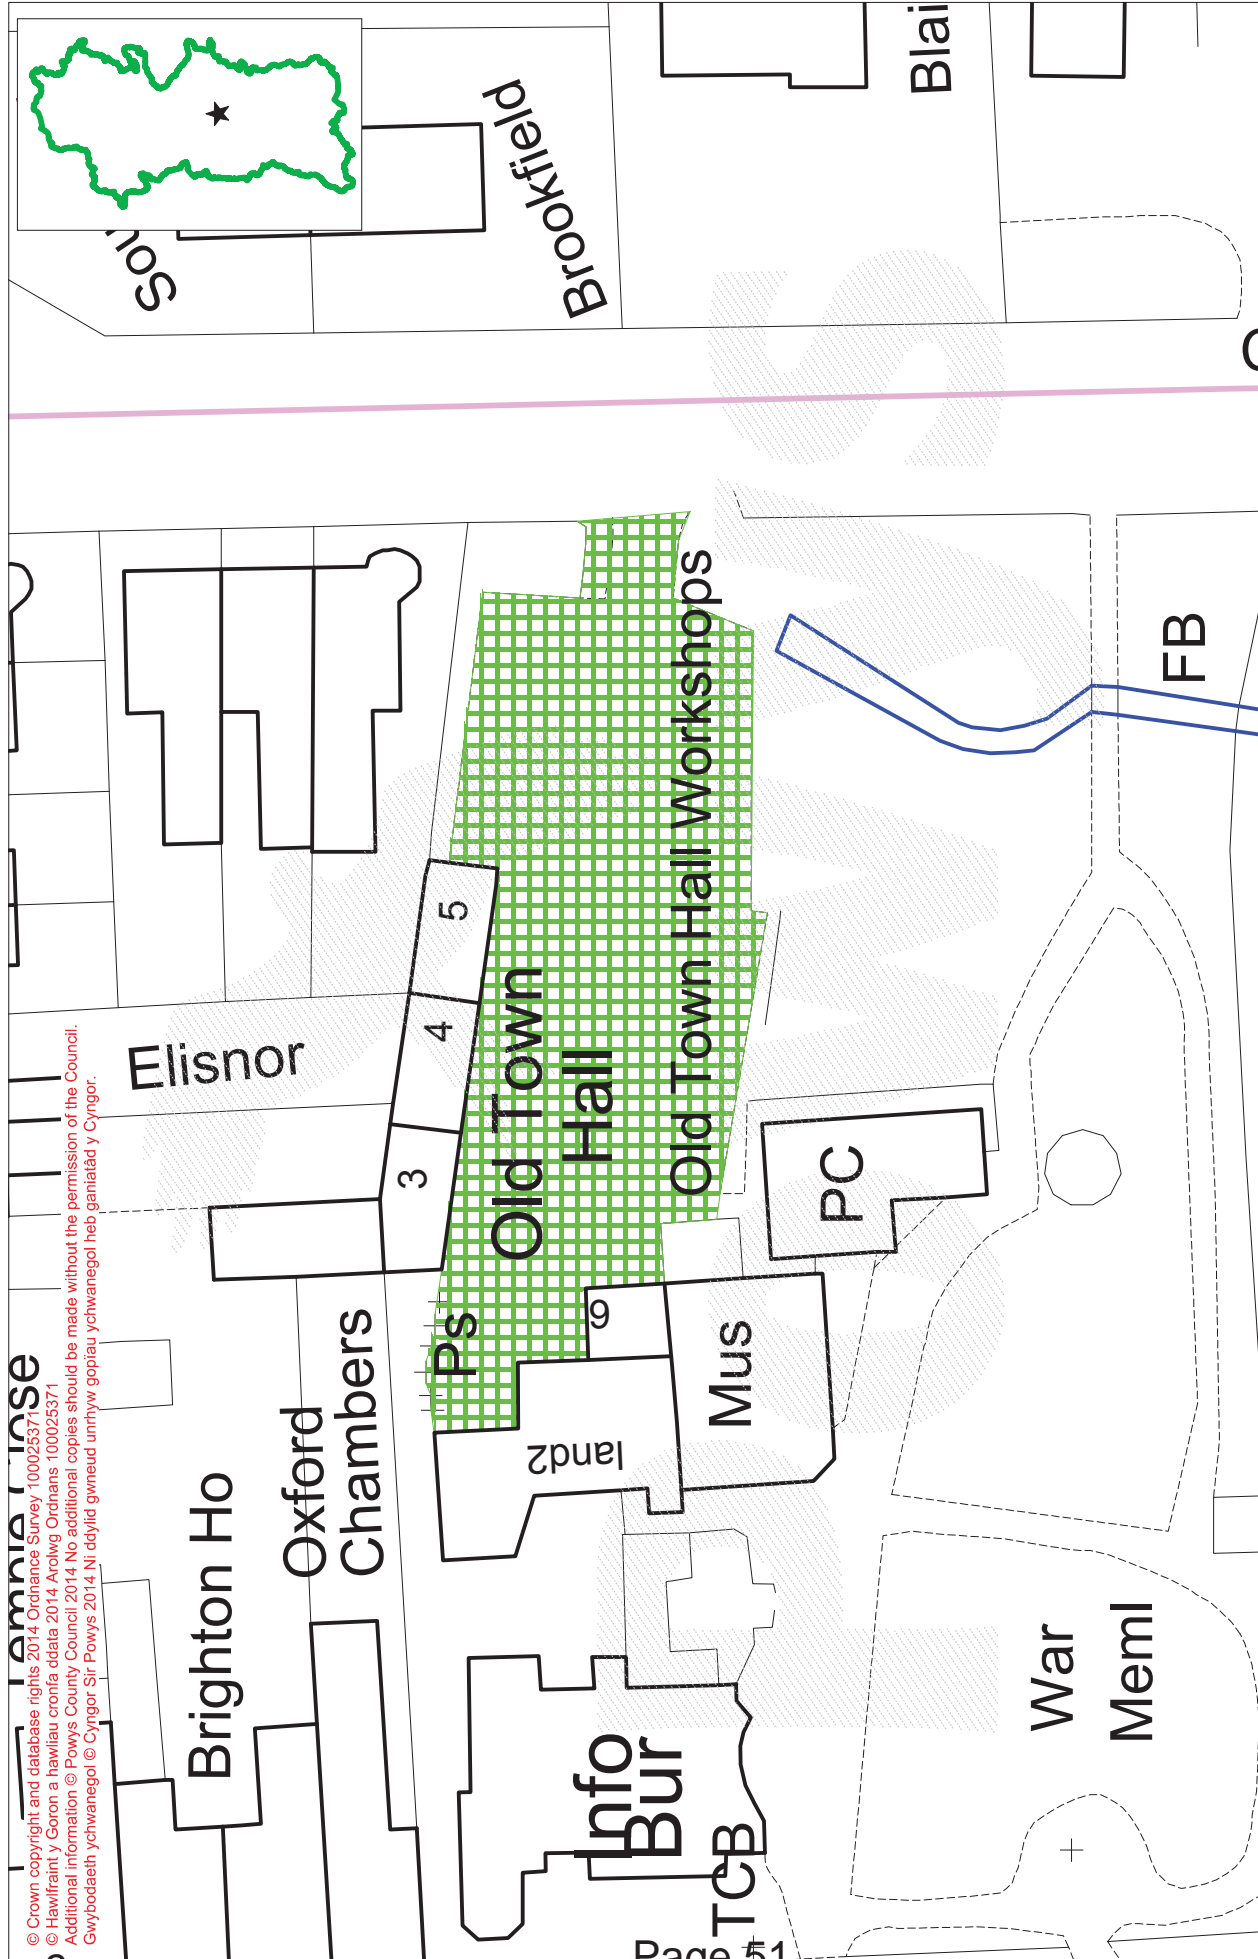 Brookfield
Blai
Old Town Hall Workshops
FB
5
4
3
Elisnor
Old Town
Hall
Ps
6
Mus
PC
1and2
Oxford
Chambers
Brighton Ho
Info
Bur
TCB
War
Meml
© Crown copyright and database rights 2014 Ordnance Survey 100025371
© Hawlfraint y Goron a hawliau cronfa ddata 2014 Arolwg Ordnans 100025371
Additional information © Powys County Council 2014 No additional copies should be made without the permission of the Council.
Gwybodaeth ychwanegol © Cyngor Sir Powys 2014 Ni ddylid gwneud unrhyw gopiau ychwanegol heb ganiatâd y Cyngor.
Page 51